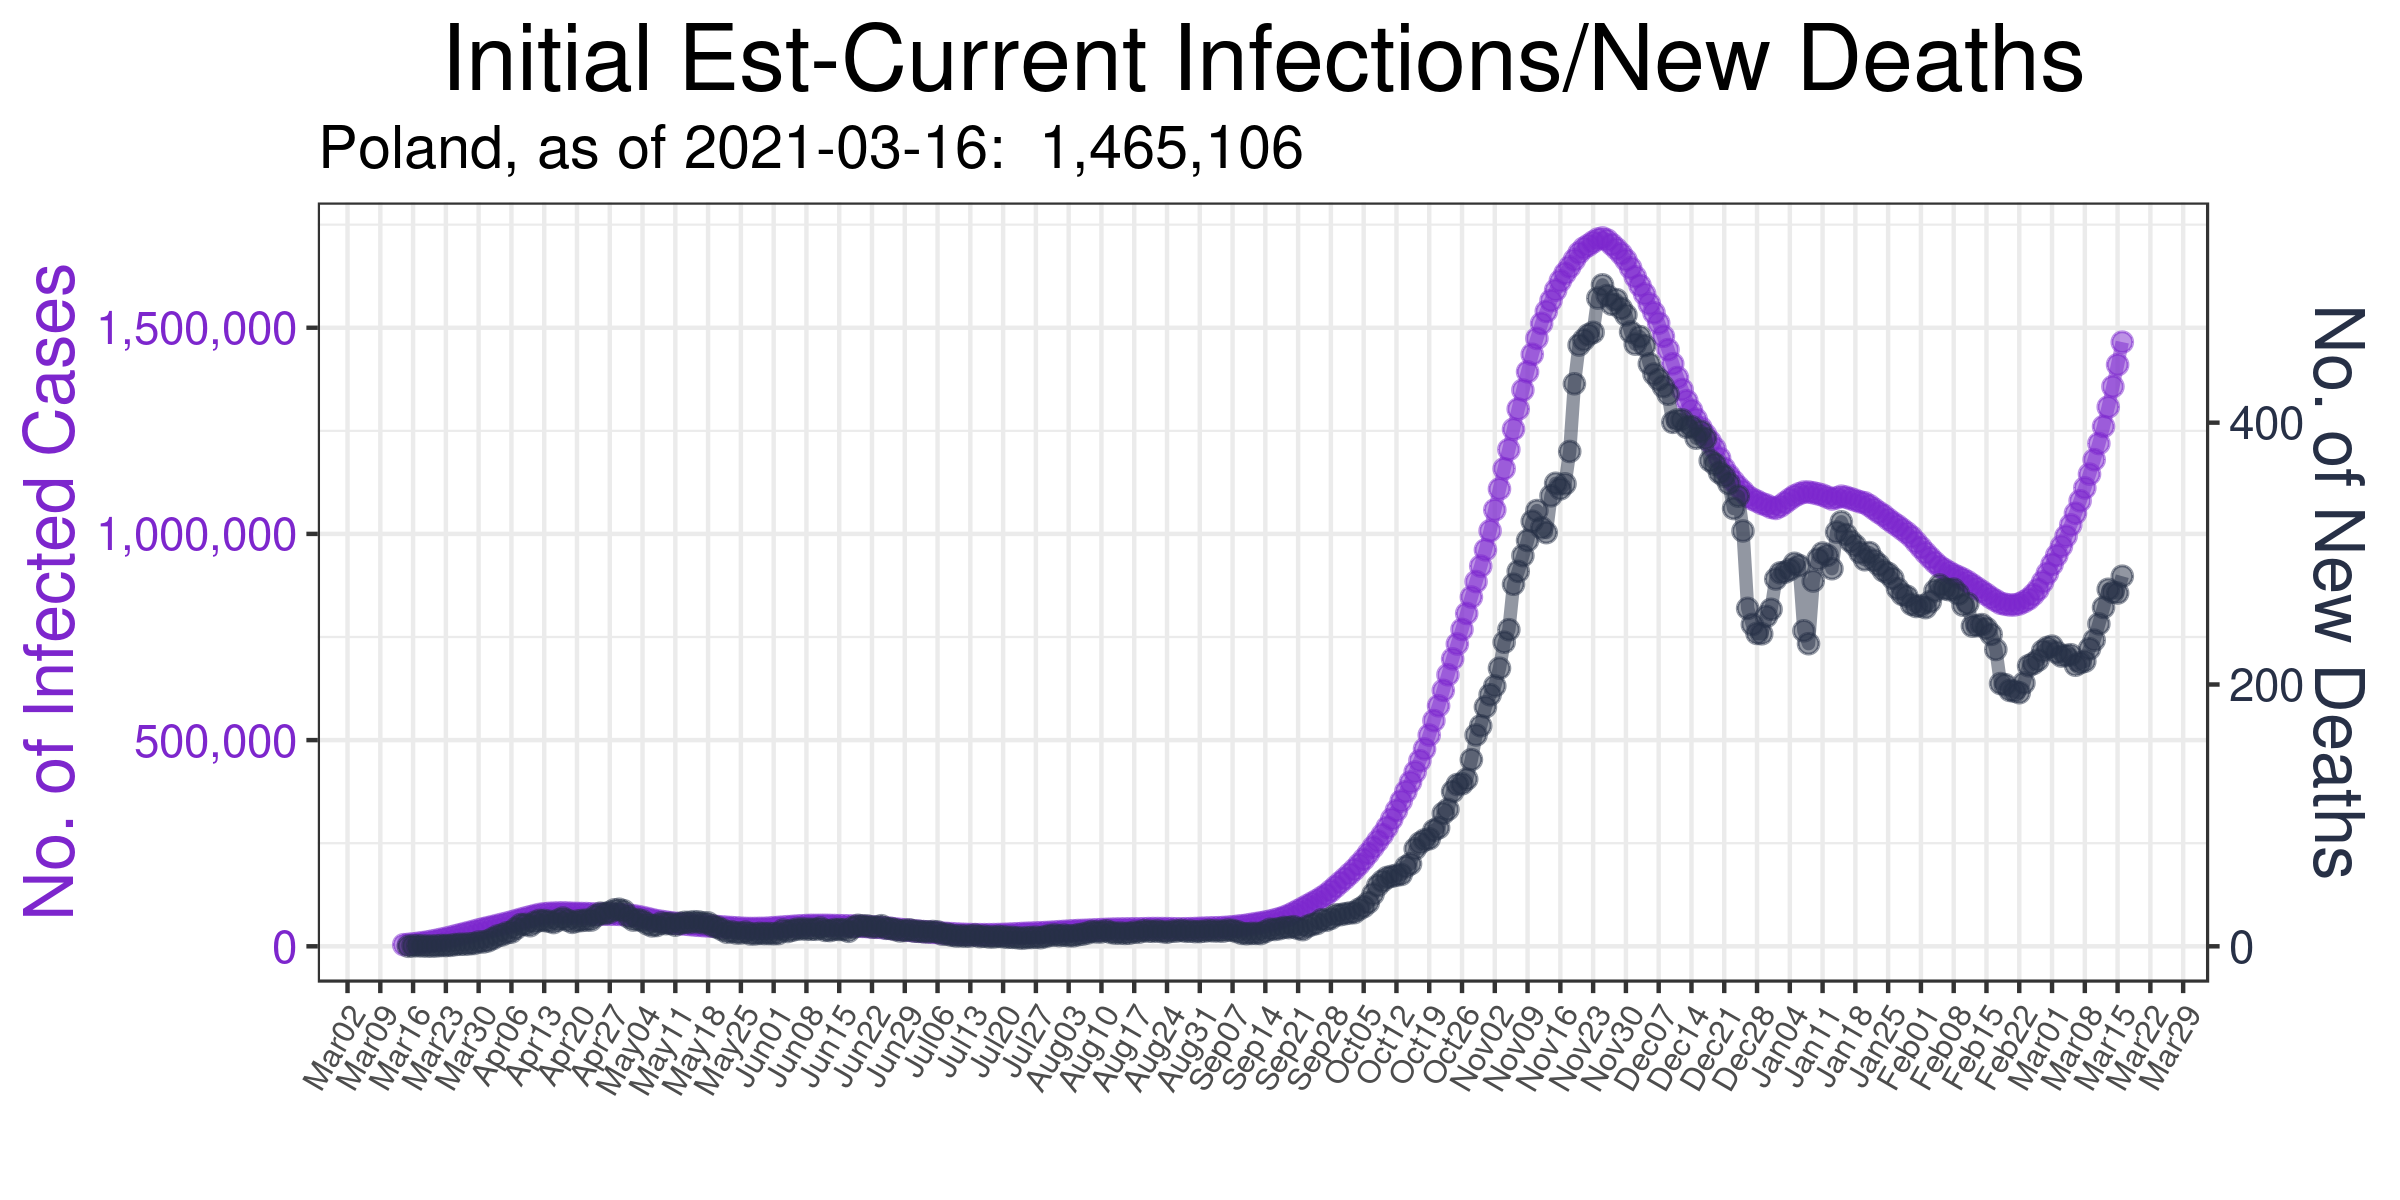 Initial Est-Current Infections/New Deaths
Poland, as of 2021-03-16:  1,465,106
No. of Infected Cases
1,500,000
1,000,000
500,000
0
400
200
0
No. of New Deaths
Mar02
Mar09
Mar16
Mar23
Mar30
Apr06
Apr13
Apr20
Apr27
May04
May11
May18
May25
Jun01
Jun08
Jun15
Jun22
Jun29
Jul06
Jul13
Jul20
Jul27
Aug03
Aug10
Aug17
Aug24
Aug31
Sep07
Sep14
Sep21
Sep28
Oct05
Oct12
Oct19
Oct26
Nov02
Nov09
Nov16
Nov23
Nov30
Dec07
Dec14
Dec21
Dec28
Jan04
Jan11
Jan18
Jan25
Feb01
Feb08
Feb15
Feb22
Mar01
Mar08
Mar15
Mar22
Mar29